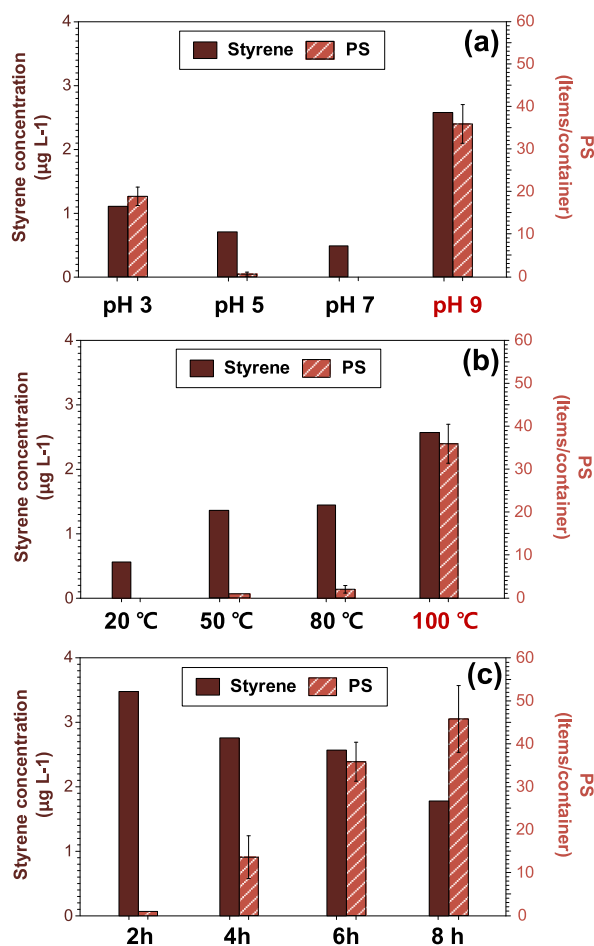 (a)
Styrene PS
Styrene concentration
(µg L-1)
PS
(Items/container)
4
3
2
1
0
60
50
40
30
20
10
0
pH 3 pH 5 pH 7 pH 9
(b)
Styrene PS
Styrene concentration
(µg L-1)
PS
(Items/container)
4
3
2
1
0
60
50
40
30
20
10
0
20 ℃ 50 ℃ 80 ℃ 100 ℃
(c)
Styrene PS
Styrene concentration
(µg L-1)
PS
(Items/container)
4
3
2
1
0
60
50
40
30
20
10
0
2h 4h 6h 8 h